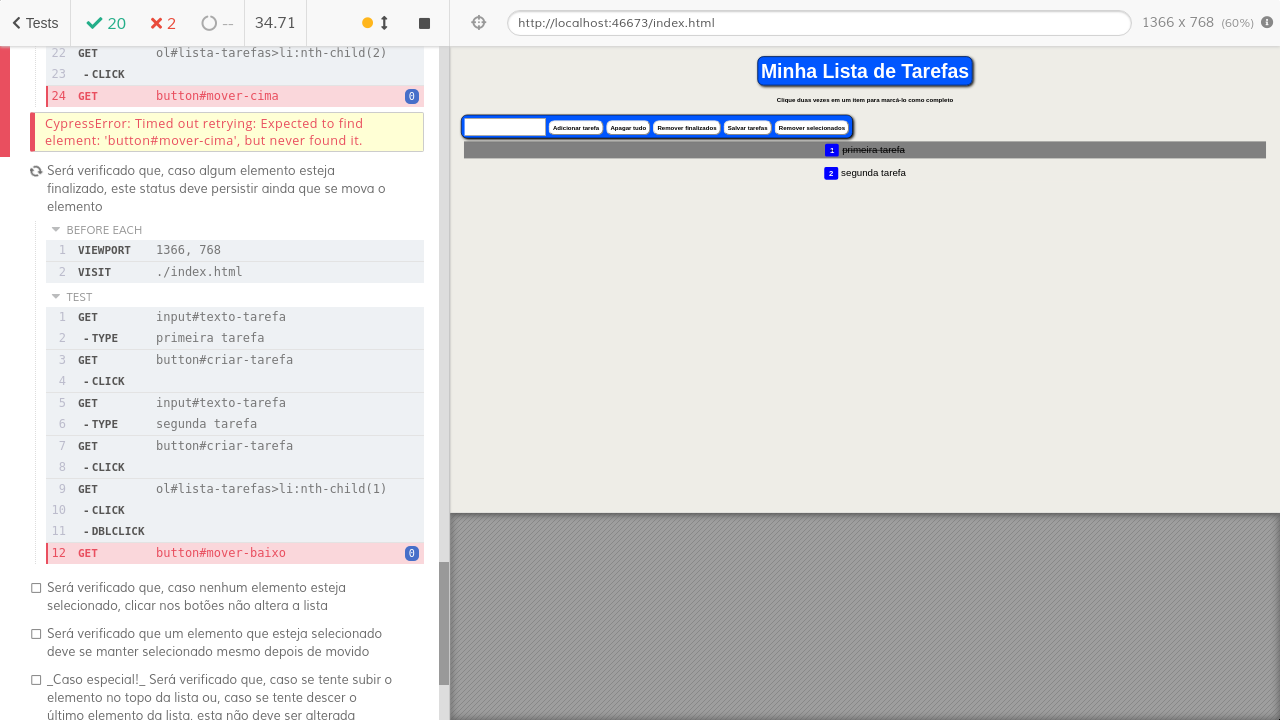 Tests
20
2
--
34.71
http://localhost:46673/index.html
1366 x 768 (60%)
22 GET ol#lista-tarefas>li:nth-child(2)
23 -CLICK
24 GET button#mover-cima 0
CypressError: Timed out retrying: Expected to find
element: 'button#mover-cima', but never found it.
Será verificado que, caso algum elemento esteja
finalizado, este status deve persistir ainda que se mova o
elemento
BEFORE EACH
1 VIEWPORT 1366, 768
2 VISIT ./index.html
TEST
1 GET input#texto-tarefa
2 -TYPE primeira tarefa
3 GET button#criar-tarefa
4 -CLICK
5 GET input#texto-tarefa
6 -TYPE segunda tarefa
7 GET button#criar-tarefa
8 -CLICK
9 GET ol#lista-tarefas>li:nth-child(1)
10 -CLICK
11 -DBLCLICK
12 GET button#mover-baixo 0
Será verificado que, caso nenhum elemento esteja
selecionado, clicar nos botões não altera a lista
Será verificado que um elemento que esteja selecionado
deve se manter selecionado mesmo depois de movido
_Caso especial!_ Será verificado que, caso se tente subir o
elemento no topo da lista ou, caso se tente descer o
último elemento da lista, esta não deve ser alterada
Minha Lista de Tarefas
Clique duas vezes em um item para marcá-lo como completo
Adicionar tarefa Apagar tudo Remover finalizados Salvar tarefas Remover selecionados
1 primeira tarefa
2 segunda tarefa